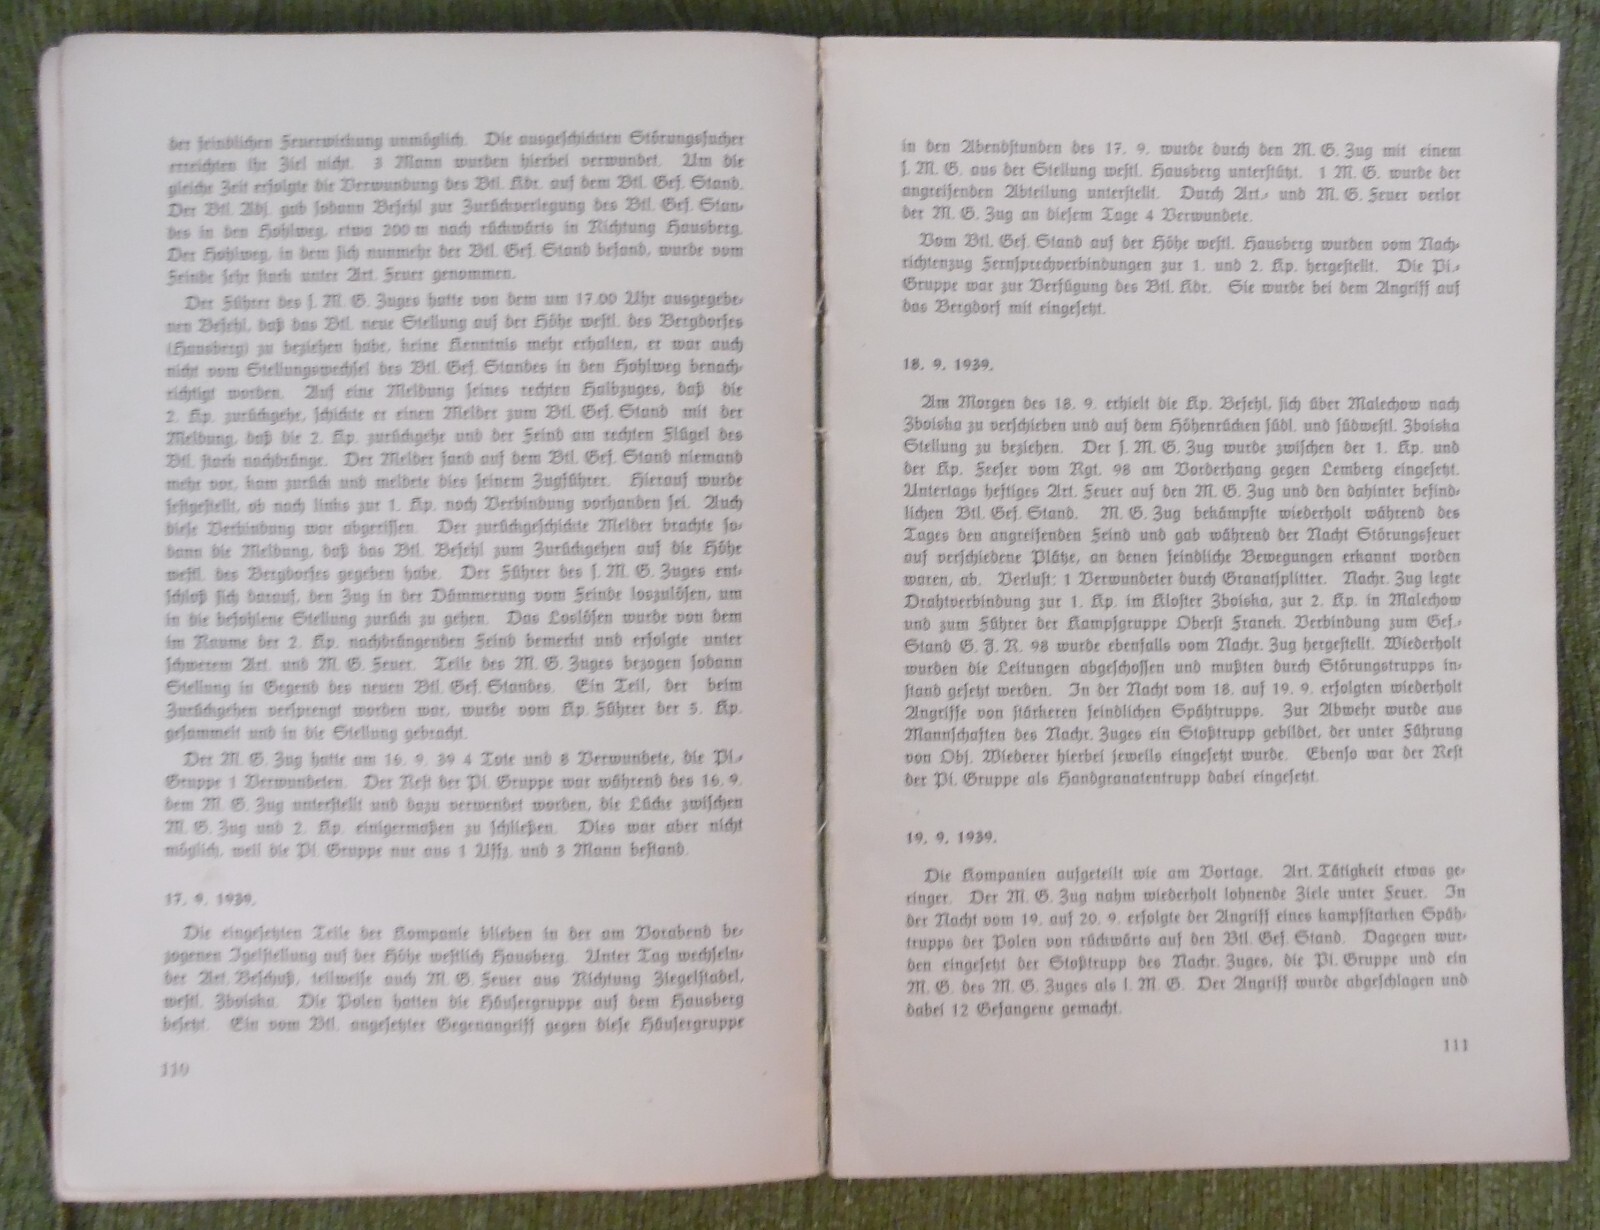 der feindlichen Feuerwirkung unmöglich. Die ausgeschickten Störungssucher
erreichten ihr Ziel nicht. 3 Mann wurden hierbei verwundet. Um die
gleiche Zeit erfolgte die Verwundung des Btl. Kdr. auf dem Btl. Gef. Stand.
Der Btl. Adj. gab sodann Befehl zur Zurückverlegung des Btl. Gef. Stan-
des in den Hohlweg, etwa 200 m nach rückwärts in Richtung Hausberg.
Der Hohlweg, in dem sich nunmehr der Btl. Gef. Stand befand, wurde vom
Feinde sehr stark unter Art. Feuer genommen.
Der Führer des s. M. G. Zuges hatte von dem um 17.00 Uhr ausgegebe-
nen Befehl, daß das Btl. neue Stellung auf der Höhe westl. des Bergdorfes
(Hausberg) zu beziehen habe, keine Kenntnis mehr erhalten, er war auch
nicht vom Stellungswechsel des Btl. Gef. Standes in den Hohlweg benach-
richtigt worden. Auf eine Meldung seines rechten Halbzuges, daß die
2. Kp. zurückgehe, schickte er einen Melder zum Btl. Gef. Stand mit der
Meldung, daß die 2. Kp. zurückgehe und der Feind am rechten Flügel des
Btl. stark nachdränge. Der Melder fand auf dem Btl. Gef. Stand niemand
mehr vor, kam zurück und meldete dies seinem Zugführer. Hierauf wurde
festgestellt, ob nach links zur 1. Kp. noch Verbindung vorhanden sei. Auch
diese Verbindung war abgerissen. Der zurückgeschickte Melder brachte so-
dann die Meldung, daß das Btl. Befehl zum Zurückgehen auf die Höhe
westl. des Bergdorfes gegeben habe. Der Führer des s. M. G. Zuges ent-
schloß sich darauf, den Zug in der Dämmerung vom Feinde loszulösen, um
in die befohlene Stellung zurück zu gehen. Das Loslösen wurde von dem
im Raume der 2. Kp. nachdrängenden Feind bemerkt und erfolgte unter
schwerem Art. und M. G. Feuer. Teile des M. G. Zuges bezogen sodann
Stellung in Gegend des neuen Btl. Gef. Standes. Ein Teil, der beim
Zurückgehen versprengt worden war, wurde vom Kp. Führer der 5. Kp.
gesammelt und in die Stellung gebracht.
Der M. G. Zug hatte am 16. 9. 39 4 Tote und 8 Verwundete, die Pi.-
Gruppe 1 Verwundeten. Der Rest der Pi. Gruppe war während des 16. 9.
dem M. G. Zug unterstellt und dazu verwendet worden, die Lücke zwischen
M. G. Zug und 2. Kp. einigermaßen zu schließen. Dies war aber nicht
möglich, weil die Pi. Gruppe nur aus 1 Uffz. und 3 Mann bestand.
17. 9. 1939.
Die eingesetzten Teile der Kompanie blieben in der am Vorabend be-
zogenen Igelstellung auf der Höhe westlich Hausberg. Unter Tag wechseln-
der Art. Beschuß, teilweise auch M. G. Feuer aus Richtung Ziegelstadel,
westl. Zboiska. Die Polen hatten die Häusergruppe auf dem Hausberg
besetzt. Ein vom Btl. angesetzter Gegenangriff gegen diese Häusergruppe
110
in den Abendstunden des 17. 9. wurde durch den M. G. Zug mit einem
s. M. G. aus der Stellung westl. Hausberg unterstützt. 1 M. G. wurde der
angreifenden Abteilung unterstellt. Durch Art.- und M. G. Feuer verlor
der M. G. Zug an diesem Tage 4 Verwundete.
Vom Btl. Gef. Stand auf der Höhe westl. Hausberg wurden vom Nach-
richtenzug Fernsprechverbindungen zur 1. und 2. Kp. hergestellt. Die Pi.-
Gruppe war zur Verfügung des Btl. Kdr. Sie wurde bei dem Angriff auf
das Bergdorf mit eingesetzt.
18. 9. 1939.
Am Morgen des 18. 9. erhielt die Kp. Befehl, sich über Malechow nach
Zboiska zu verschieben und auf dem Höhenrücken südl. und südwestl. Zboiska
Stellung zu beziehen. Der s. M. G. Zug wurde zwischen der 1. Kp. und
der Kp. Feeser vom Rgt. 98 am Vorderhang gegen Lemberg eingesetzt.
Untertags heftiges Art. Feuer auf den M. G. Zug und den dahinter befind-
lichen Btl. Gef. Stand. M. G. Zug bekämpfte wiederholt während des
Tages den angreifenden Feind und gab während der Nacht Störungsfeuer
auf verschiedene Plätze, an denen feindliche Bewegungen erkannt worden
waren, ab. Verlust: 1 Verwundeter durch Granatsplitter. Nachr. Zug legte
Drahtverbindung zur 1. Kp. im Kloster Zboiska, zur 2. Kp. in Malechow
und zum Führer der Kampfgruppe Oberst Franek. Verbindung zum Gef.-
Stand G. J. R. 98 wurde ebenfalls vom Nachr. Zug hergestellt. Wiederholt
wurden die Leitungen abgeschossen und mußten durch Störungstrupps in-
stand gesetzt werden. In der Nacht vom 18. auf 19. 9. erfolgten wiederholt
Angriffe von stärkeren feindlichen Spähtrupps. Zur Abwehr wurde aus
Mannschaften des Nachr. Zuges ein Stoßtrupp gebildet, der unter Führung
von Obf. Wiederer hierbei jeweils eingesetzt wurde. Ebenso war der Rest
der Pi. Gruppe als Handgranatentrupp dabei eingesetzt.
19. 9. 1939.
Die Kompanien aufgeteilt wie am Vortage. Art. Tätigkeit etwas ge-
ringer. Der M. G. Zug nahm wiederholt lohnende Ziele unter Feuer. In
der Nacht vom 19. auf 20. 9. erfolgte der Angriff eines kampfstarken Späh-
trupps der Polen von rückwärts auf den Btl. Gef. Stand. Dagegen wur-
den eingesetzt der Stoßtrupp des Nachr. Zuges, die Pi. Gruppe und ein
M. G. des M. G. Zuges als l. M. G. Der Angriff wurde abgeschlagen und
dabei 12 Gefangene gemacht.
111